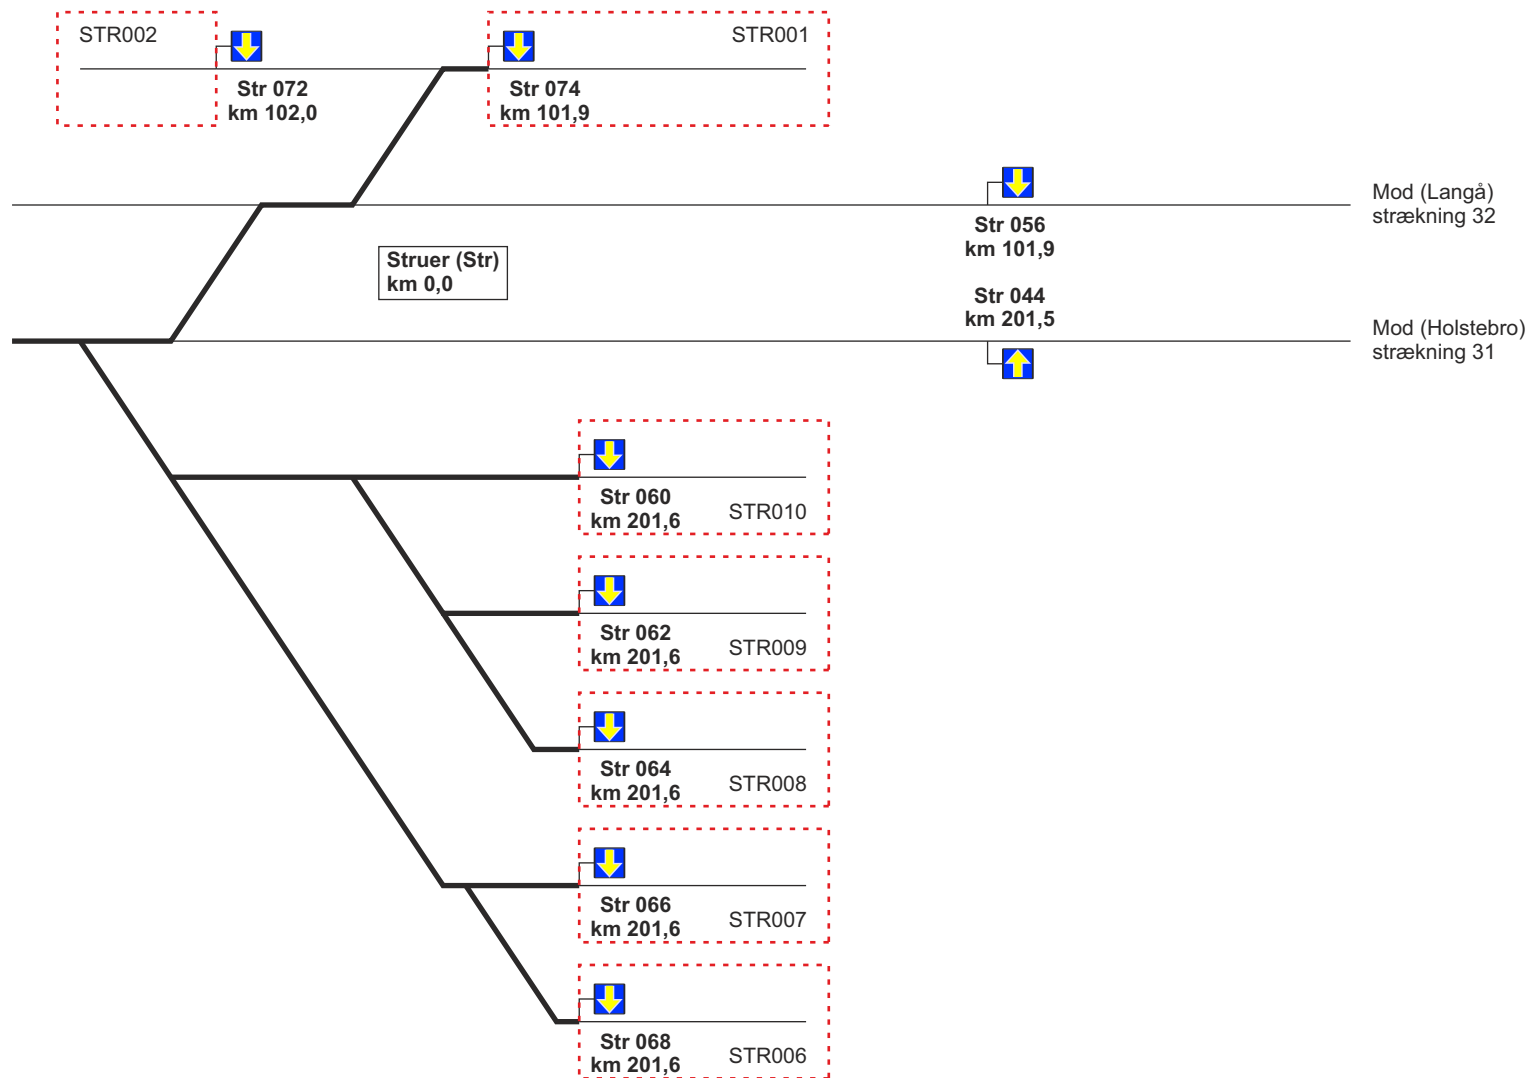 STR002
STR001
Str 072
km 102,0
Str 074
km 101,9
Mod (Langå)
strækning 32
Str 056
km 101,9
Struer (Str)
km 0,0
Str 044
km 201,5
Mod (Holstebro)
strækning 31
Str 060
km 201,6
STR010
Str 062
km 201,6
STR009
Str 064
km 201,6
STR008
Str 066
km 201,6
STR007
Str 068
km 201,6
STR006